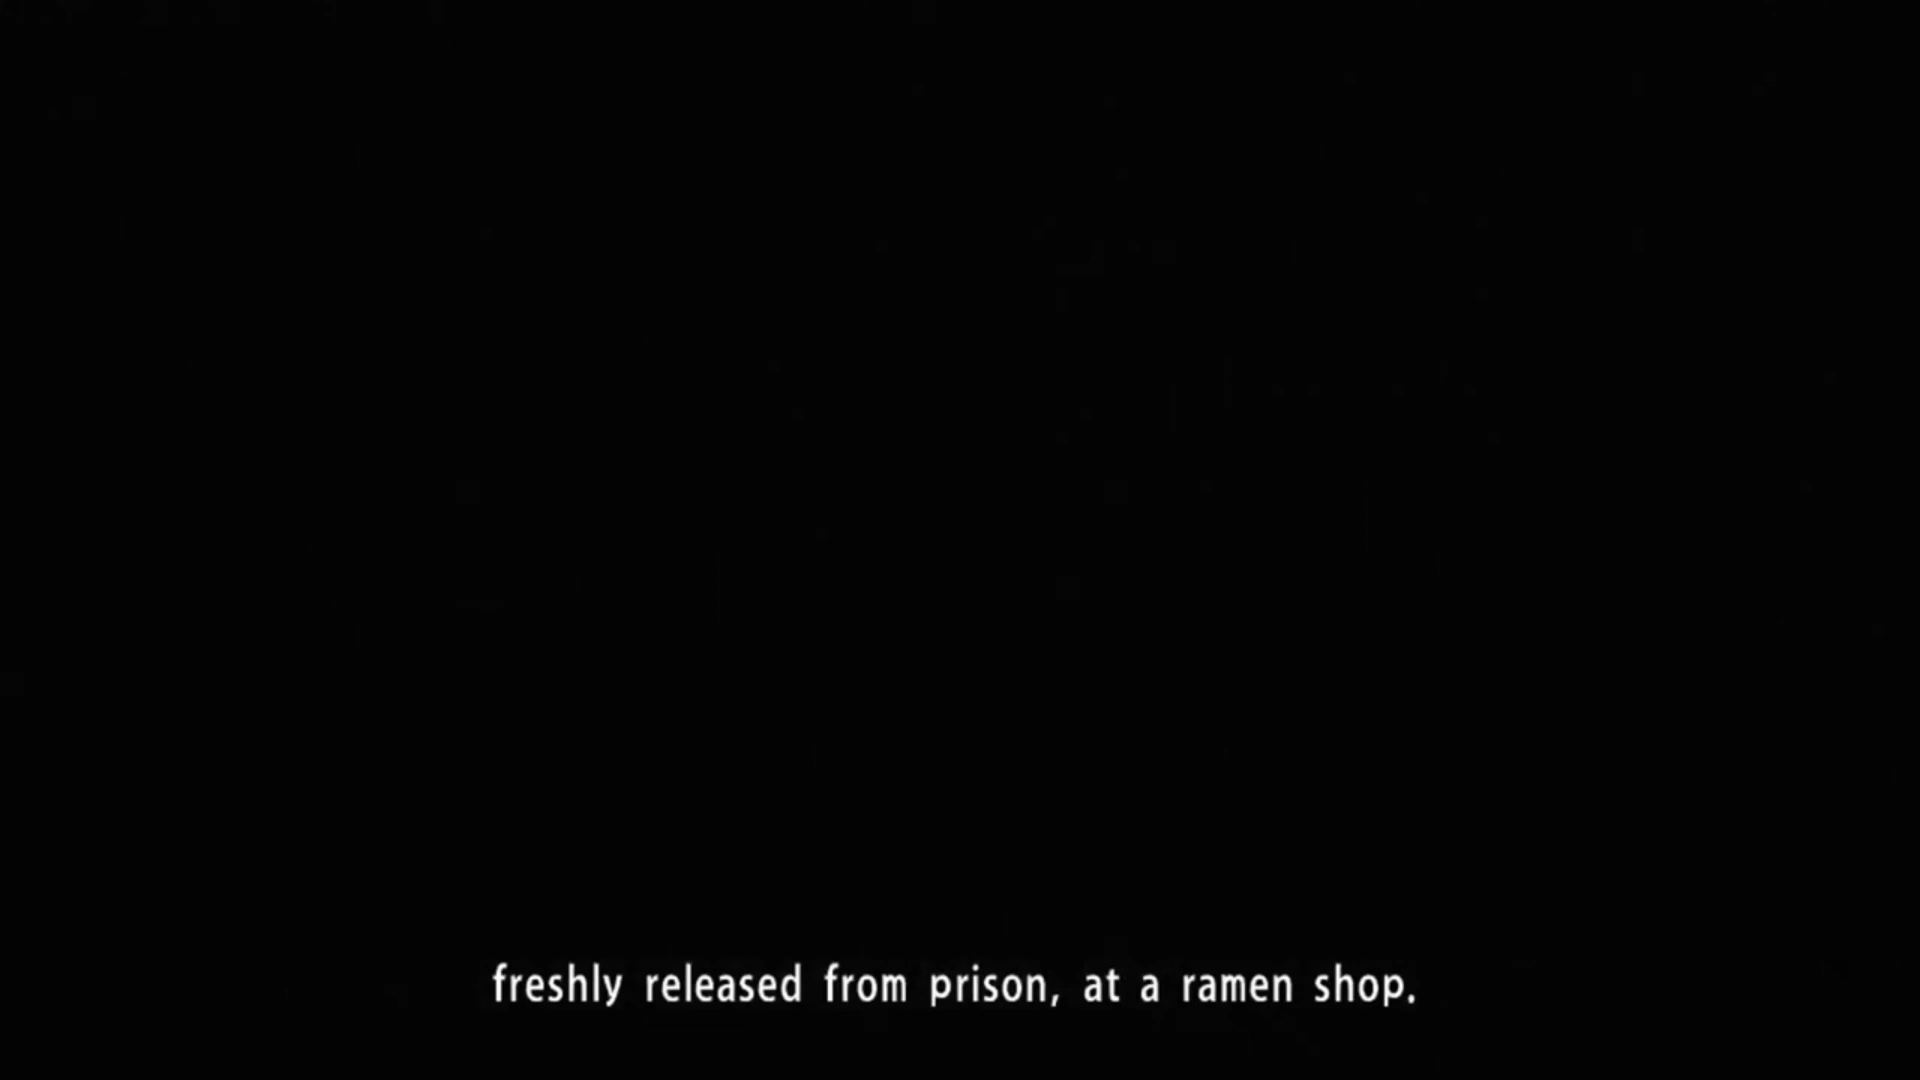 freshly released from prison, at a ramen shop.